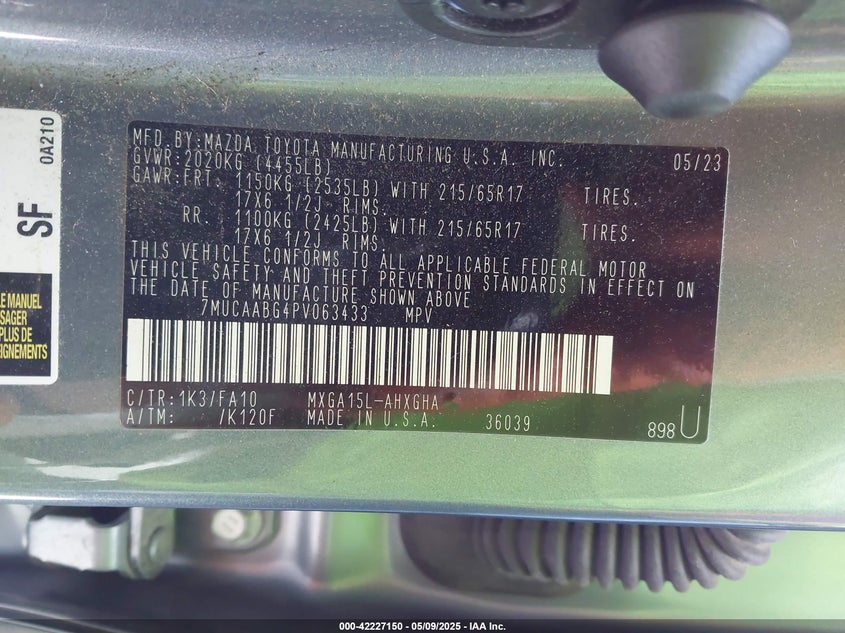 0A210
SF
LE MANUEL
SAGER
PLUS DE
EIGNEMENTS
MFD. BY:MAZDA TOYOTA MANUFACTURING U.S.A. INC. 05/23
GVWR:2020KG (4455LB)
GAWR:FRT. 1150KG (2535LB) WITH 215/65R17 TIRES.
17X6 1/2J RIMS.
RR. 1100KG (2425LB) WITH 215/65R17 TIRES.
17X6 1/2J RIMS.
THIS VEHICLE CONFORMS TO ALL APPLICABLE FEDERAL MOTOR
VEHICLE SAFETY AND THEFT PREVENTION STANDARDS IN EFFECT ON
THE DATE OF MANUFACTURE SHOWN ABOVE
7MUCAABG4PV063433 MPV
C/TR:1K3/FA10 MXGA15L-AHXGHA
A/TM: /K120F MADE IN U.S.A. 36039 898 U
000-42227150 - 05/09/2025 - IAA Inc.